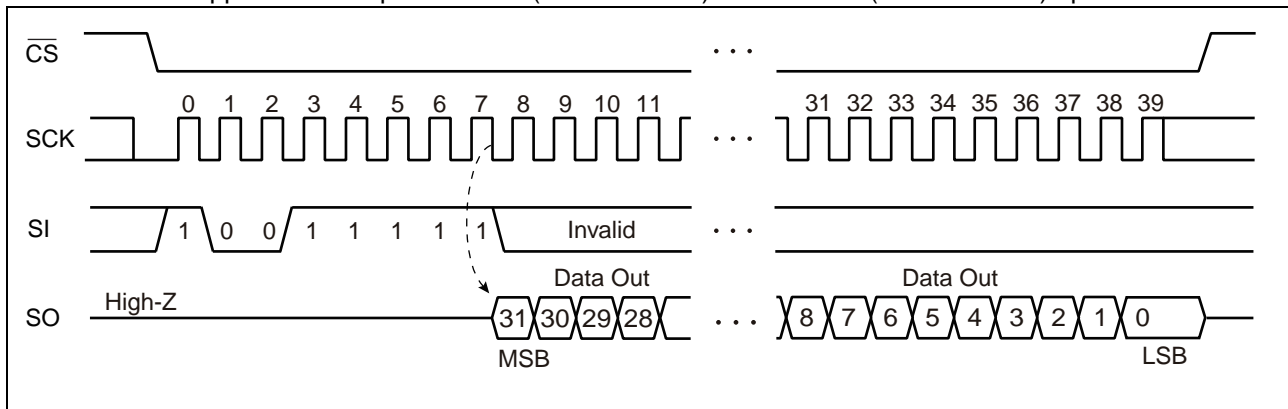 CS
. . .
0 1 2 3 4 5 6 7 8 9 10 11 31 32 33 34 35 36 37 38 39
SCK
. . .
SI
1 0 0 1 1 1 1 1 Invalid . . .
Data Out Data Out
High-Z
SO
31 30 29 28 . . . 8 7 6 5 4 3 2 1 0
MSB LSB